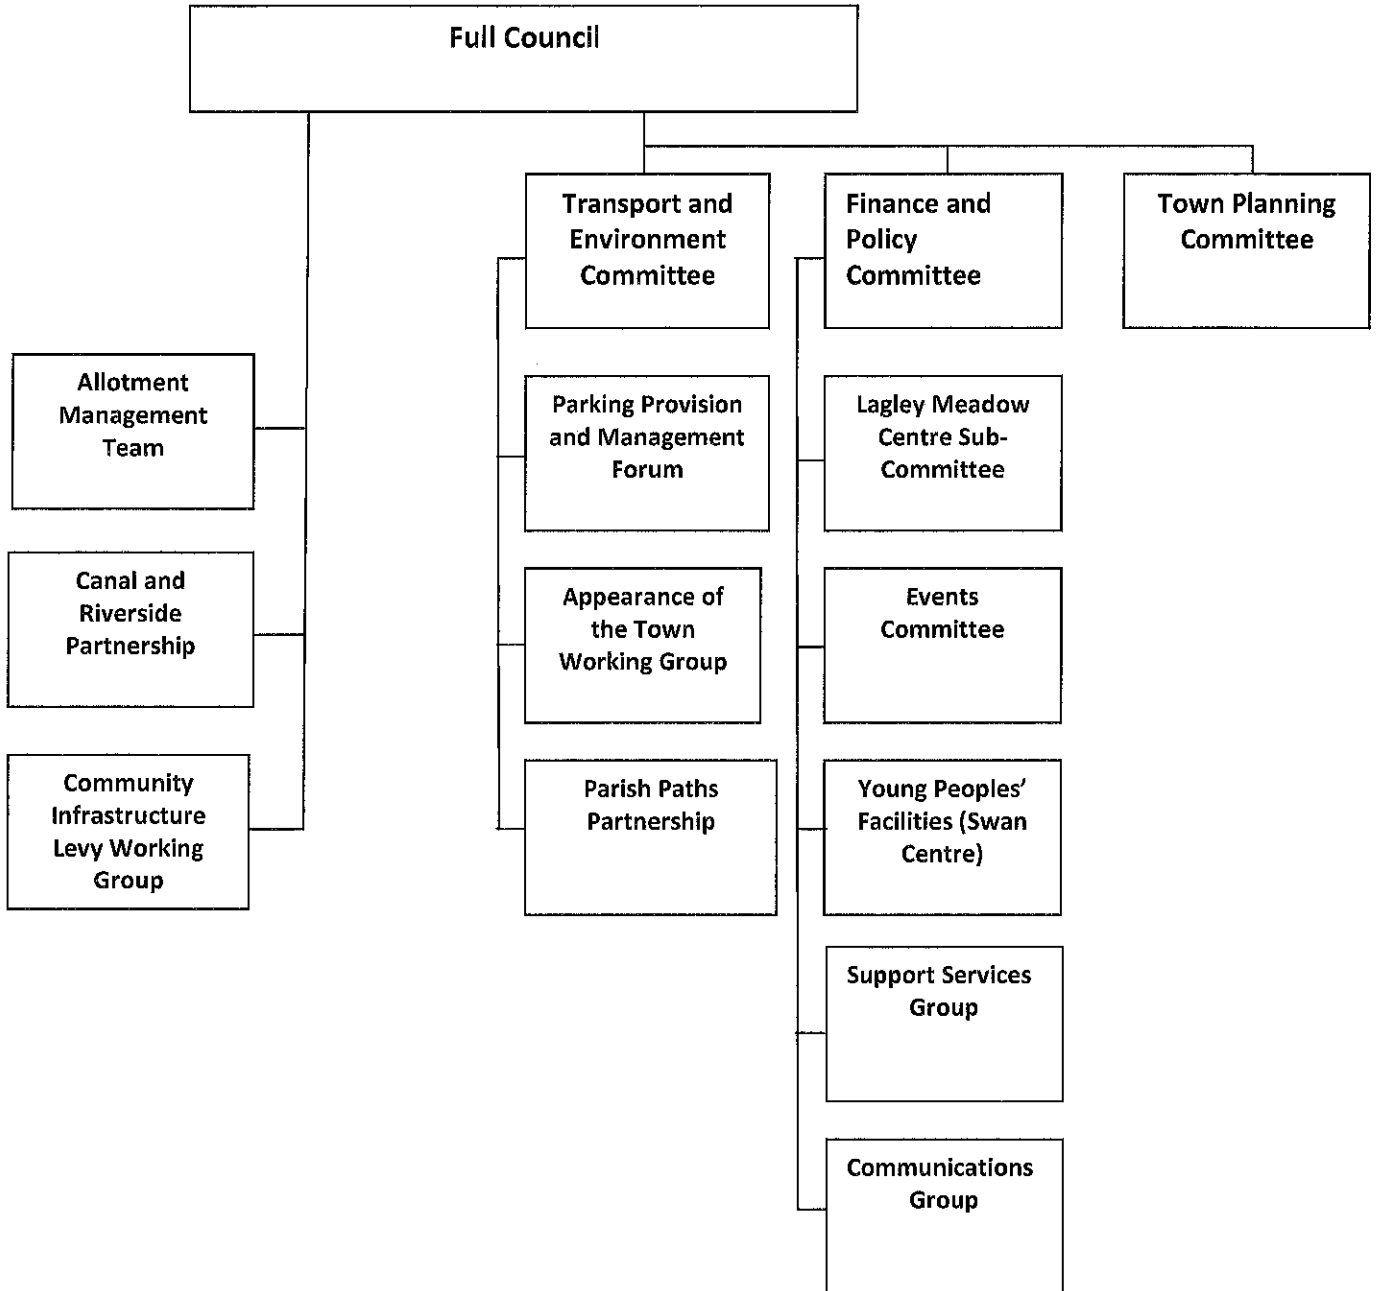 Full Council
Transport and
Environment
Committee
Finance and
Policy
Committee
Town Planning
Committee
Allotment
Management
Team
Canal and
Riverside
Partnership
Community
Infrastructure
Levy Working
Group
Parking Provision
and Management
Forum
Appearance of
the Town
Working Group
Parish Paths
Partnership
Lagley Meadow
Centre Sub-
Committee
Events
Committee
Young Peoples’
Facilities (Swan
Centre)
Support Services
Group
Communications
Group